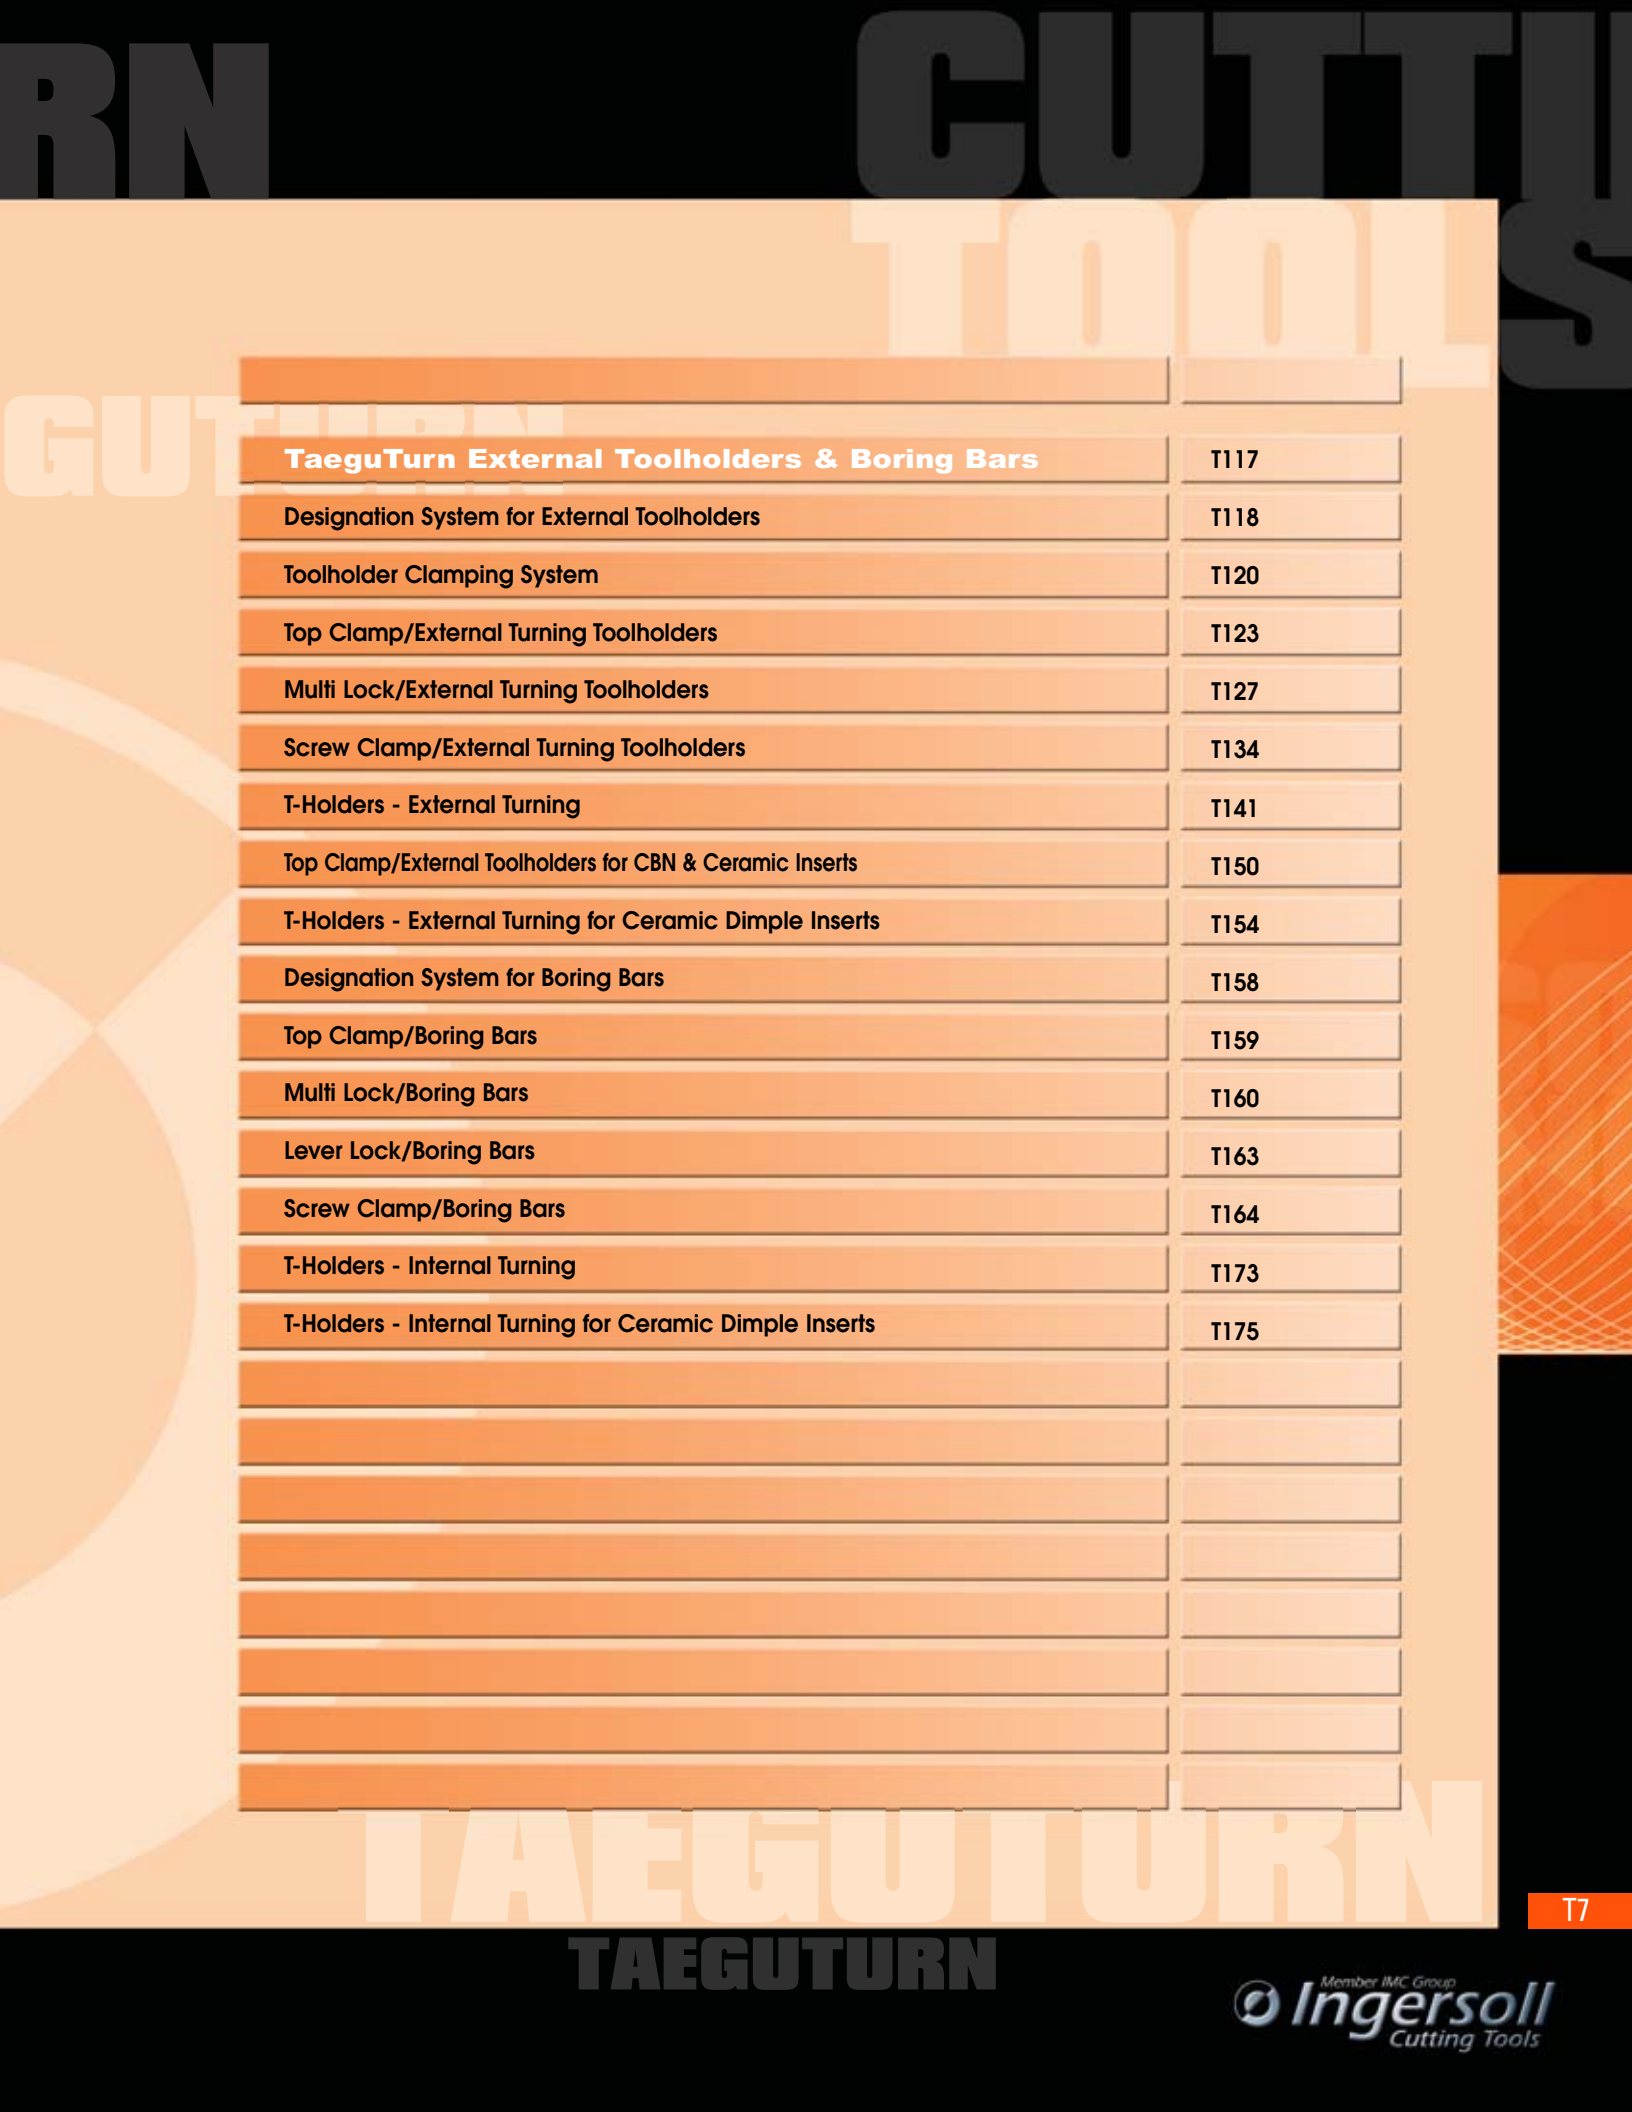 RN
CUTTI
TOOLS
GUTURN
TaeguTurn External Toolholders & Boring Bars T117
Designation System for External Toolholders T118
Toolholder Clamping System T120
Top Clamp/External Turning Toolholders T123
Multi Lock/External Turning Toolholders T127
Screw Clamp/External Turning Toolholders T134
T-Holders - External Turning T141
Top Clamp/External Toolholders for CBN & Ceramic Inserts T150
T-Holders - External Turning for Ceramic Dimple Inserts T154
Designation System for Boring Bars T158
Top Clamp/Boring Bars T159
Multi Lock/Boring Bars T160
Lever Lock/Boring Bars T163
Screw Clamp/Boring Bars T164
T-Holders - Internal Turning T173
T-Holders - Internal Turning for Ceramic Dimple Inserts T175
TAEGUTURN
T7
TAEGUTURN
Member IMC Group
Ingersoll
Cutting Tools